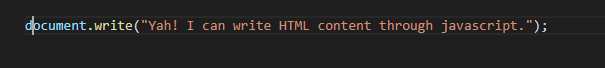 document.write("Yah! I can write HTML content through javascript.");